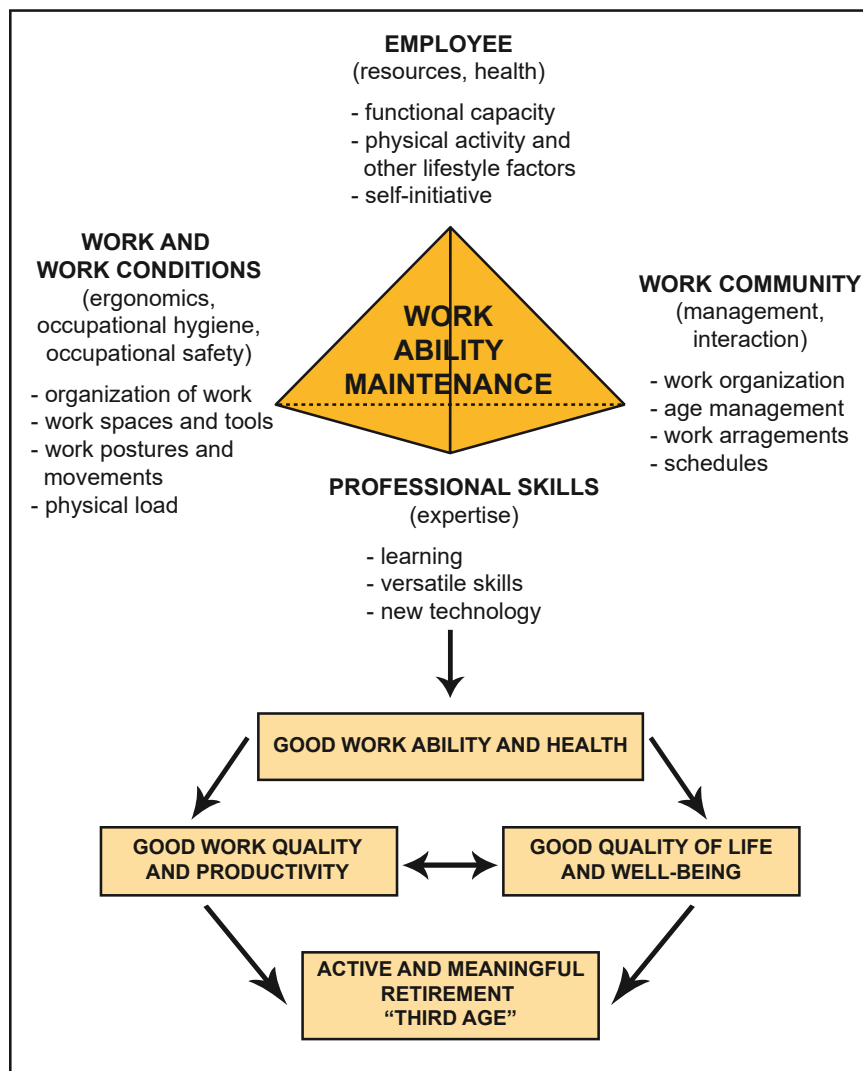 EMPLOYEE
(resources, health)
- functional capacity
- physical activity and
other lifestyle factors
- self-initiative
WORK AND
WORK CONDITIONS
(ergonomics,
occupational hygiene,
occupational safety)
- organization of work
- work spaces and tools
- work postures and
movements
- physical load
WORK
ABILITY
MAINTENANCE
WORK COMMUNITY
(management,
interaction)
- work organization
- age management
- work arragements
- schedules
PROFESSIONAL SKILLS
(expertise)
- learning
- versatile skills
- new technology
GOOD WORK ABILITY AND HEALTH
GOOD WORK QUALITY
AND PRODUCTIVITY
GOOD QUALITY OF LIFE
AND WELL-BEING
ACTIVE AND MEANINGFUL
RETIREMENT
“THIRD AGE”